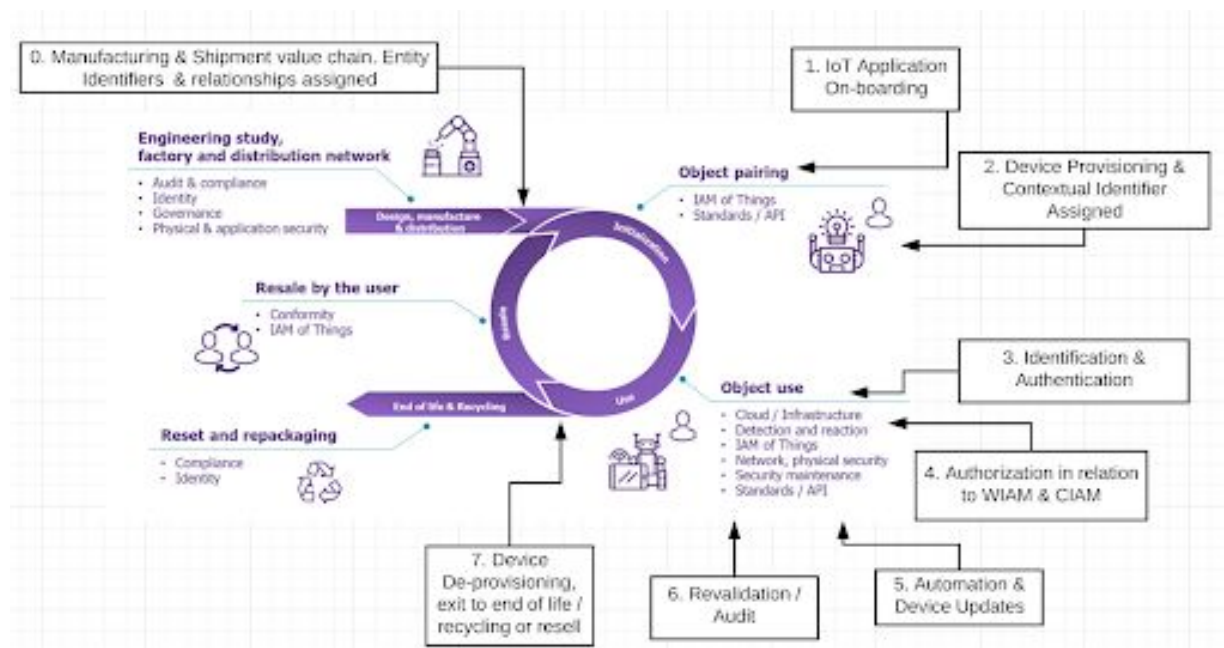 0. Manufacturing & Shipment value chain. Entity
Identifiers & relationships assigned
1. IoT Application
On-boarding
Engineering study,
factory and distribution network
• Audit & compliance
• Identity
• Governance
• Physical & application security
Design, manufacture
& distribution
Object pairing
• IAM of Things
• Standards / API
2. Device Provisioning &
Contextual Identifier
Assigned
Initialization
Resale by the user
• Conformity
• IAM of Things
Resale
3. Identification &
Authentication
Object use
• Cloud / Infrastructure
• Detection and reaction
• IAM of Things
• Network, physical security
• Security maintenance
• Standards / API
Use
End of life & Recycling
Reset and repackaging
• Compliance
• Identity
4. Authorization in relation
to WIAM & CIAM
7. Device
De-provisioning,
exit to end of life /
recycling or resell
6. Revalidation /
Audit
5. Automation &
Device Updates